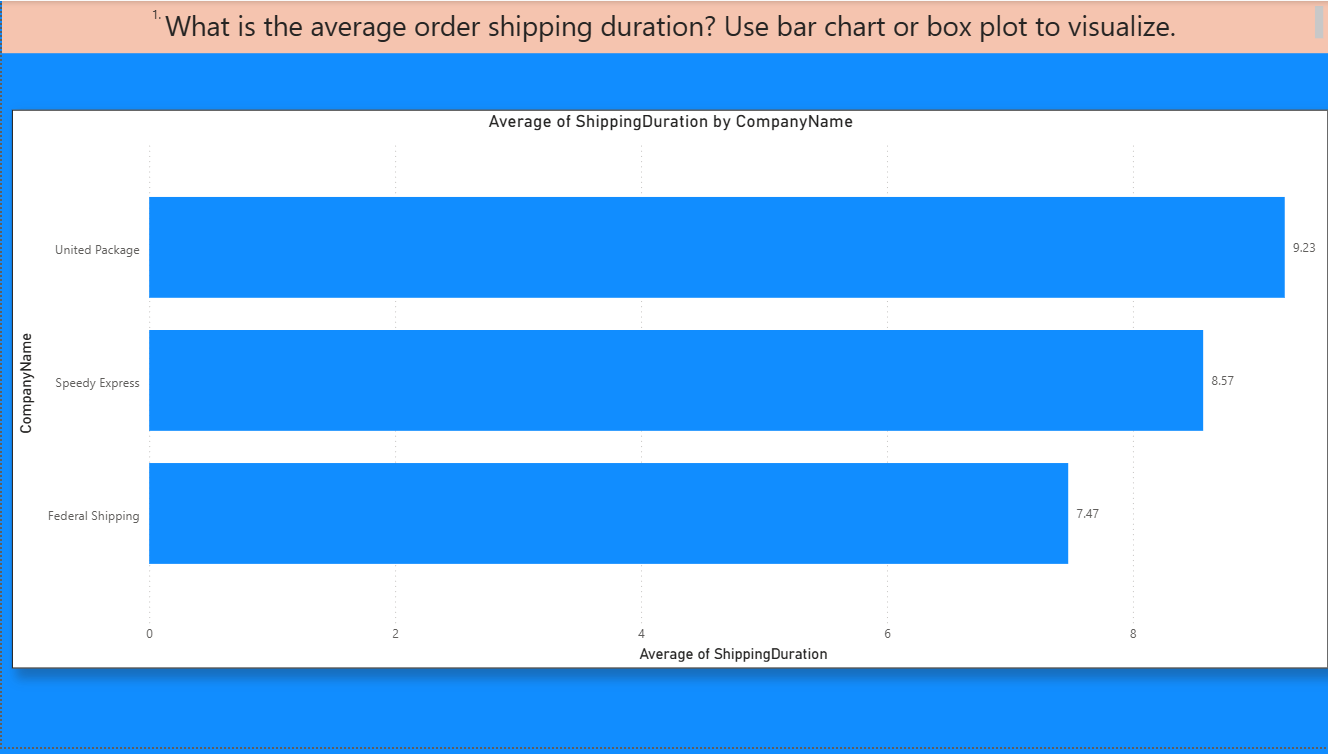 1. What is the average order shipping duration? Use bar chart or box plot to visualize.
Average of ShippingDuration by CompanyName
United Package
9.23
Speedy Express
8.57
CompanyName
Federal Shipping
7.47
0 2 4 6 8
Average of ShippingDuration